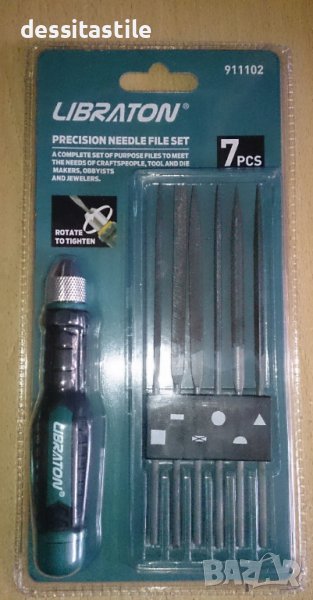 dessitastile
911102
LIBRATON®
PRECISION NEEDLE FILE SET
A COMPLETE SET OF PURPOSE FILES TO MEET
THE NEEDS OF CRAFTSPEOPLE, TOOL AND DIE
MAKERS, OBBYISTS
AND JEWELERS.
7PCS
ROTATE
TO TIGHTEN
LIBRATON®
BAZAR